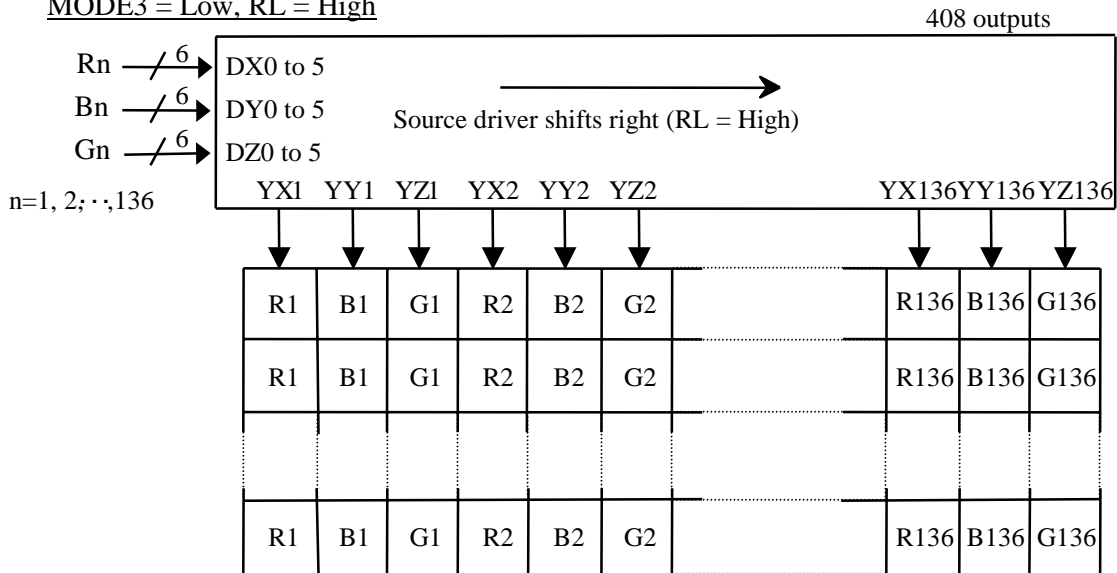 MODE3 = Low, RL = High
408 outputs
Rn 6 DX0 to 5
Bn 6 DY0 to 5
Source driver shifts right (RL = High)
Gn 6 DZ0 to 5
n=1, 2,··,136
YX1 YY1 YZ1 YX2 YY2 YZ2 YX136 YY136 YZ136
R1 B1 G1 R2 B2 G2 R136 B136 G136
R1 B1 G1 R2 B2 G2 R136 B136 G136
R1 B1 G1 R2 B2 G2 R136 B136 G136